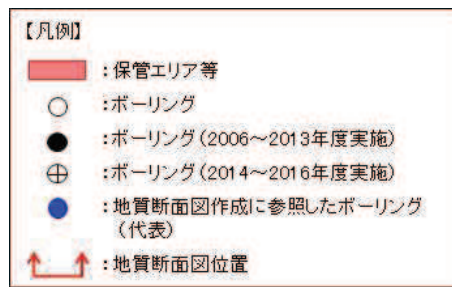 【凡例】
：保管エリア等
：ボーリング
：ボーリング（2006～2013年度実施）
：ボーリング（2014～2016年度実施）
：地質断面図作成に参照したボーリング
（代表）
：地質断面図位置